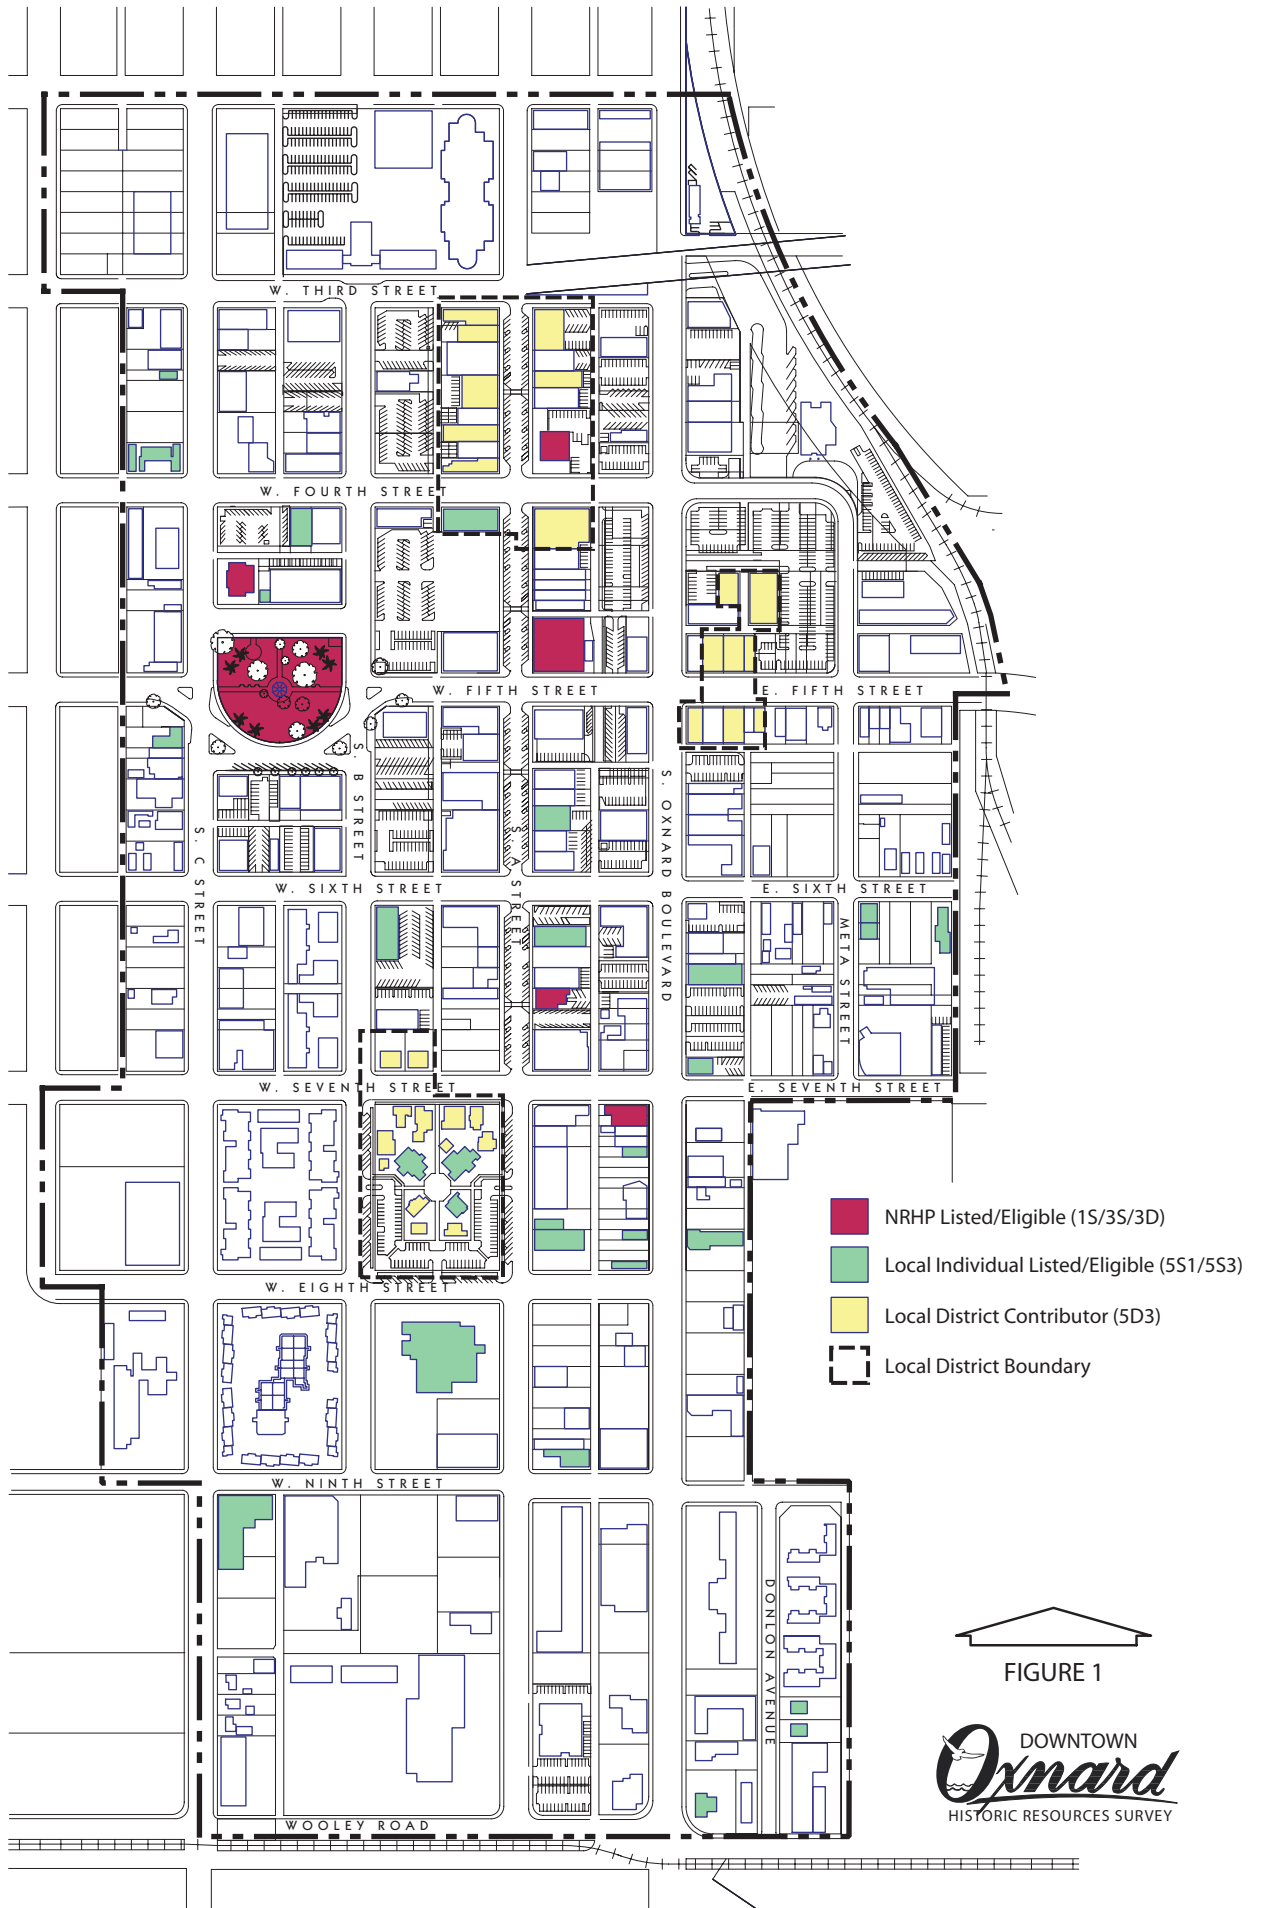 W. THIRD STREET
W. FOURTH STREET
W. FIFTH STREET
E. FIFTH STREET
S. B STREET
S. C STREET
S. A STREET
S. OXNARD BOULEVARD
W. SIXTH STREET
E. SIXTH STREET
META STREET
W. SEVENTH STREET
E. SEVENTH STREET
NRHP Listed/Eligible (1S/3S/3D)
Local Individual Listed/Eligible (5S1/5S3)
Local District Contributor (5D3)
Local District Boundary
W. EIGHTH STREET
W. NINTH STREET
DONLON AVENUE
WOOLEY ROAD
FIGURE 1
DOWNTOWN
Oxnard
HISTORIC RESOURCES SURVEY